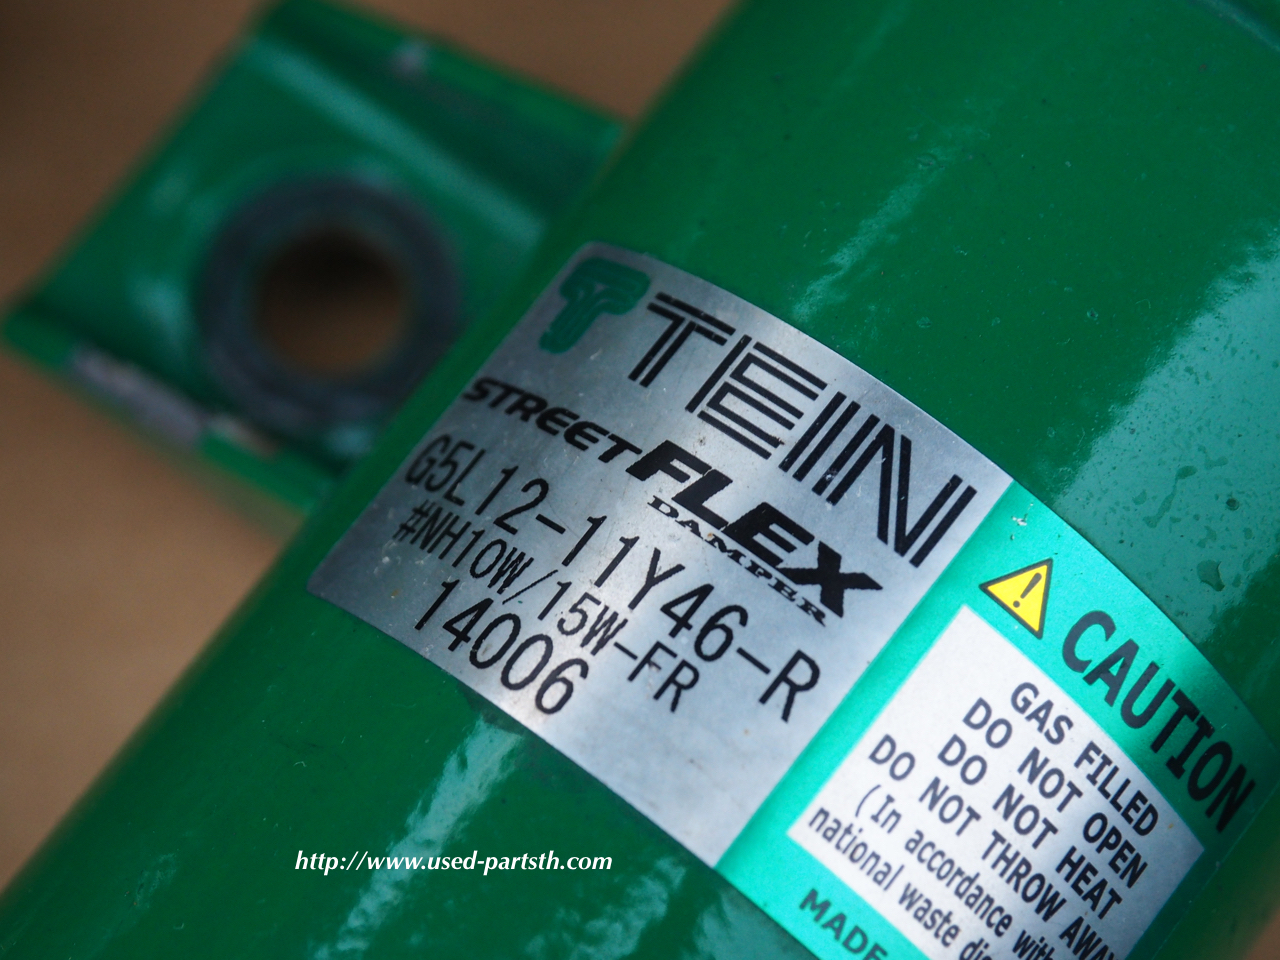 TEIN
STREET FLEX
DAMPER
G5L12-11Y46-R
#NH10W/15W-FR
14006
CAUTION
GAS FILLED
DO NOT OPEN
DO NOT HEAT
DO NOT THROW AWAY
(In accordance with
national waste
MADE
http://www.used-partsth.com